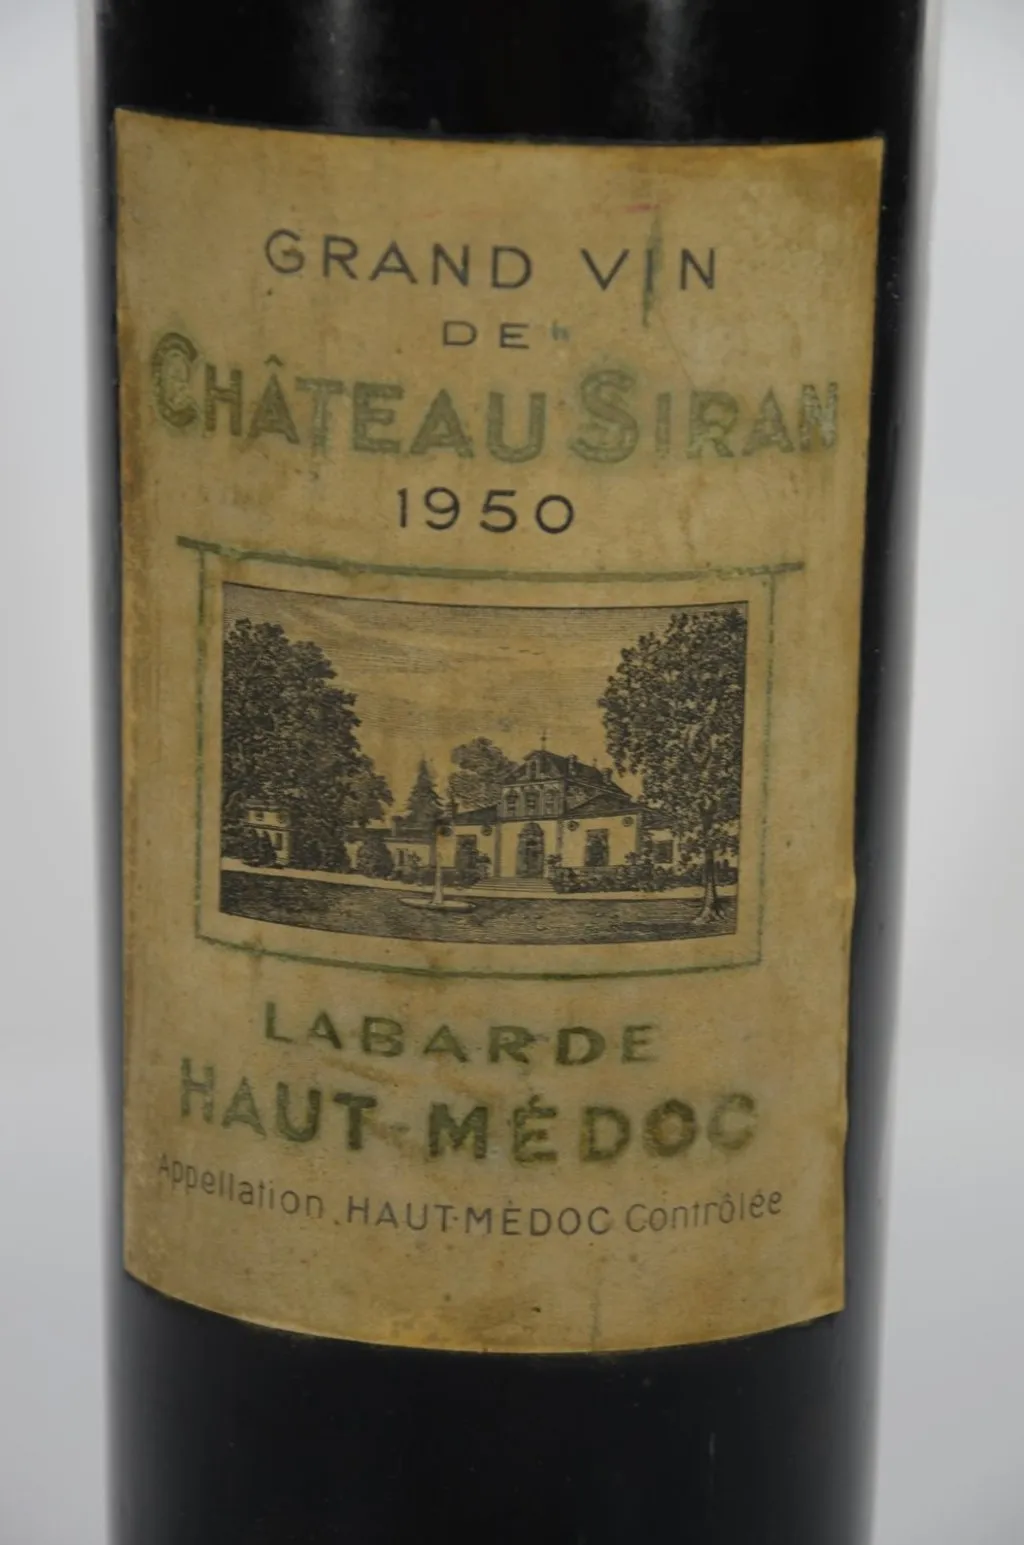 GRAND VIN
DE
CHÂTEAU SIRAN
1950
LABARDE
HAUT-MÉDOC
Appellation HAUT-MÉDOC Contrôlée